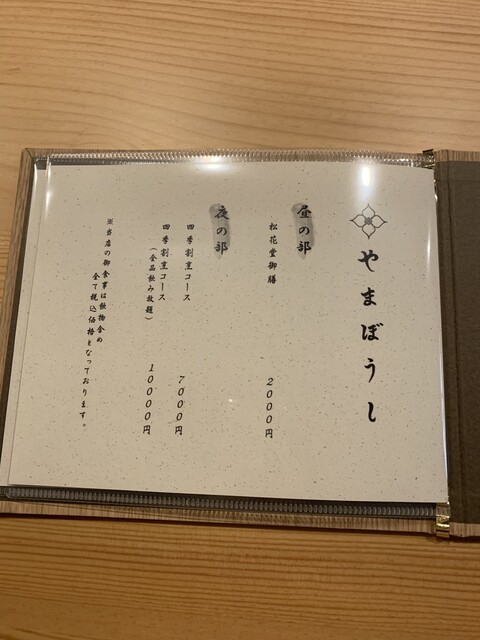 やまぼうし
昼の部
松花堂御膳 2000円
夜の部
四季割烹コース 7000円
四季割烹コース
(全品飲み放題) 10000円
※当店の御食事は飲物含め
全て税込価格となっております。